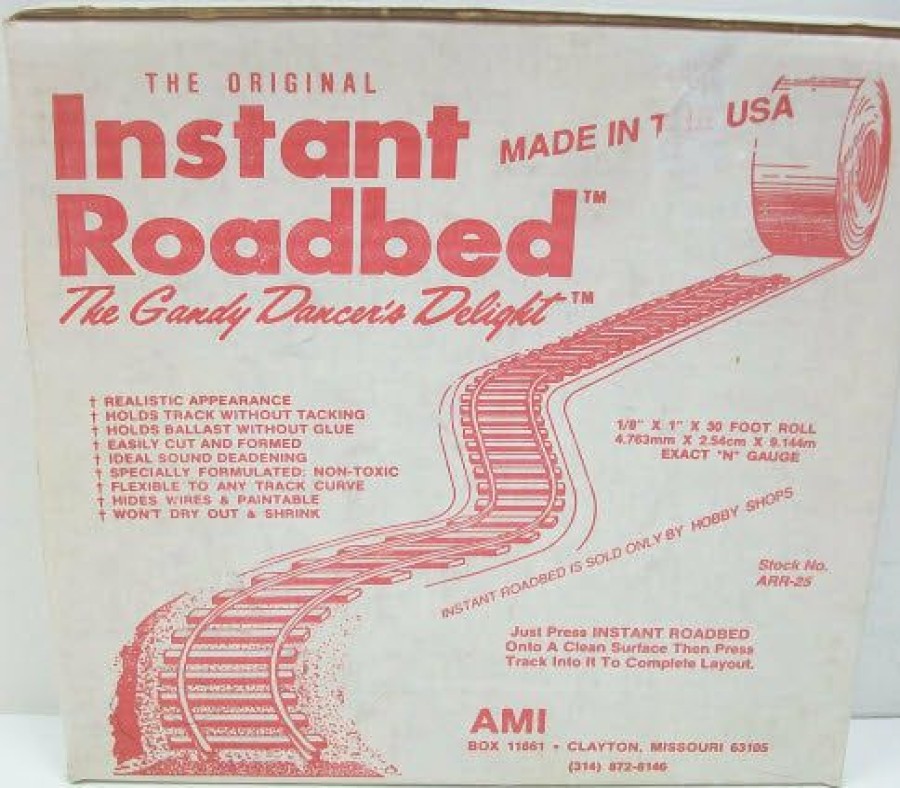 THE ORIGINAL
Instant
Roadbed™
The Gandy Dancer's Delight™
MADE IN T USA
† REALISTIC APPEARANCE
† HOLDS TRACK WITHOUT TACKING
† HOLDS BALLAST WITHOUT GLUE
† EASILY CUT AND FORMED
† IDEAL SOUND DEADENING
† SPECIALLY FORMULATED: NON-TOXIC
† FLEXIBLE TO ANY TRACK CURVE
† HIDES WIRES & PAINTABLE
† WON'T DRY OUT & SHRINK
1/8" X 1" X 30 FOOT ROLL
4.763mm X 2.54cm X 9.144m
EXACT "N" GAUGE
INSTANT ROADBED IS SOLD ONLY BY HOBBY SHOPS
Stock No.
ARR-25
Just Press INSTANT ROADBED
Onto A Clean Surface Then Press
Track Into It To Complete Layout.
AMI
BOX 11661 • CLAYTON, MISSOURI 63105
(314) 872-8146